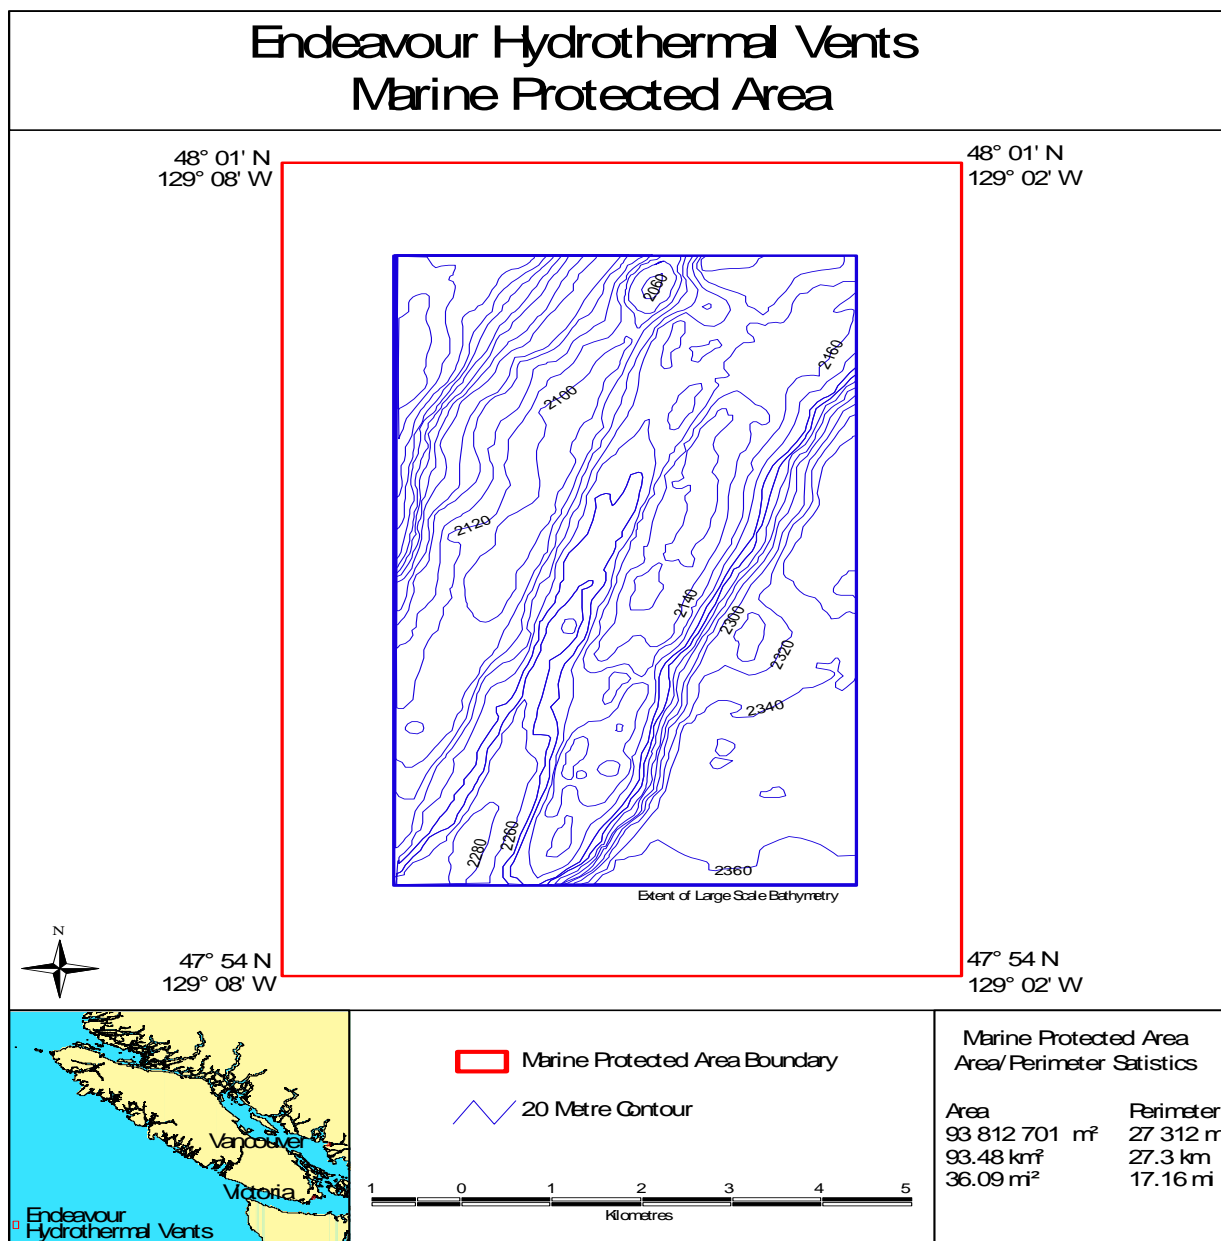 Endeavour Hydrothermal Vents
Marine Protected Area
48° 01' N
129° 08' W
48° 01' N
129° 02' W
2060
2160
2100
2120
2140
2300
2320
2340
2260
2280
2360
Extent of Large Scale Bathymetry
N
47° 54 N
129° 08' W
47° 54 N
129° 02' W
Vancouver
Victoria
Endeavour
Hydrothermal Vents
Marine Protected Area Boundary
20 Metre Contour
1 0 1 2 3 4 5
Kilometres
Marine Protected Area
Area/Perimeter Satistics
Area Perimeter
93 812 701 m² 27 312 m
93.48 km² 27.3 km
36.09 mi² 17.16 mi